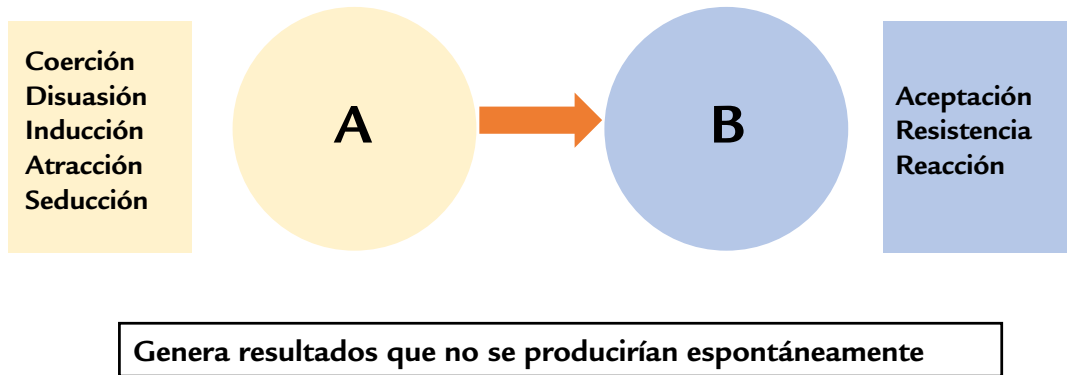 Coerción
Disuasión
Inducción
Atracción
Seducción
A
B
Aceptación
Resistencia
Reacción
Genera resultados que no se producirían espontáneamente